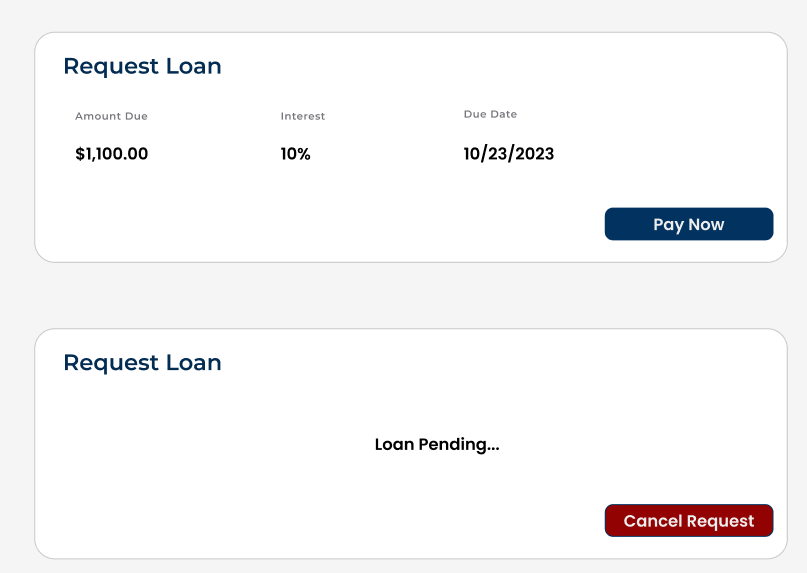 Request Loan
Amount Due Interest Due Date
$1,100.00 10% 10/23/2023
Pay Now
Request Loan
Loan Pending...
Cancel Request